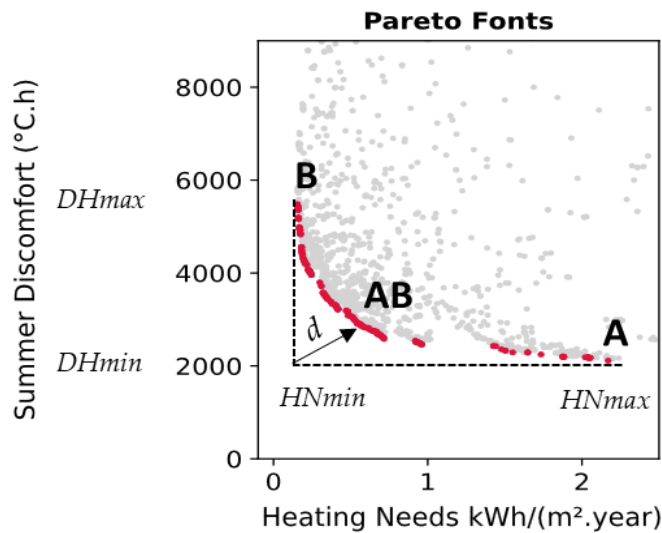 Pareto Fonts
Summer Discomfort (°C.h)
8000
6000
4000
2000
0
DHmax
DHmin
B
AB
A
d
HNmin
HNmax
0
1
2
Heating Needs kWh/(m².year)